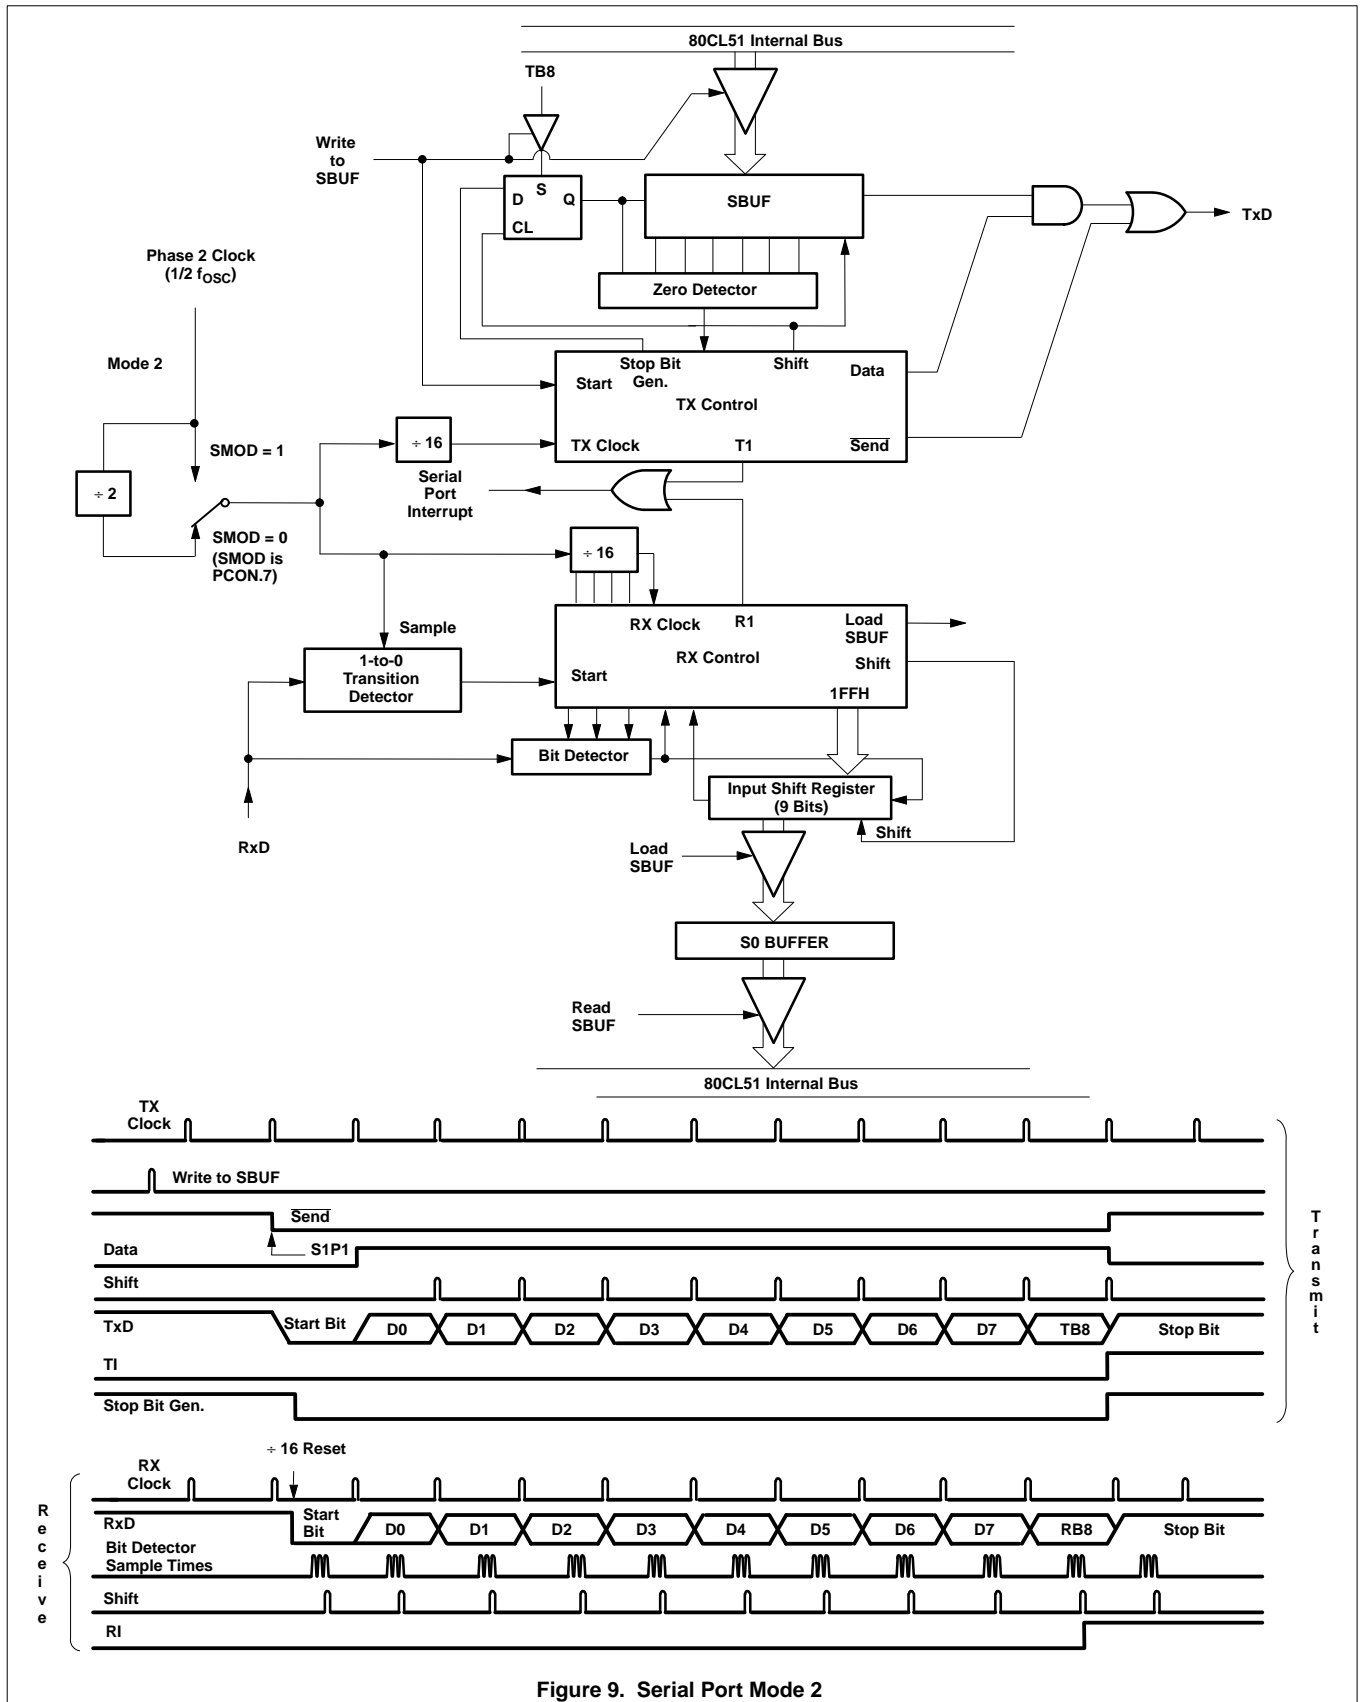 80CL51 Internal Bus
TB8
Write
to
SBUF
S
D
Q
CL
SBUF
TxD
Phase 2 Clock
(1/2 fOSC)
Zero Detector
Mode 2
Stop Bit
Gen.
Shift
Data
Start
TX Control
TX Clock
T1
Send
SMOD = 1
÷ 16
÷ 2
Serial
Port
Interrupt
SMOD = 0
(SMOD is
PCON.7)
÷ 16
Sample
RX Clock
R1
Load
SBUF
RX Control
Shift
Start
1FFH
1-to-0
Transition
Detector
Bit Detector
Input Shift Register
(9 Bits)
Shift
RxD
Load
SBUF
S0 BUFFER
Read
SBUF
80CL51 Internal Bus
TX
Clock
Write to SBUF
Send
S1P1
Data
Shift
TxD
Start Bit
D0
D1
D2
D3
D4
D5
D6
D7
TB8
Stop Bit
TI
Stop Bit Gen.
Transmit
÷ 16 Reset
RX
Clock
RxD
Start
Bit
D0
D1
D2
D3
D4
D5
D6
D7
RB8
Stop Bit
Bit Detector
Sample Times
Shift
RI
Receive
Figure 9. Serial Port Mode 2